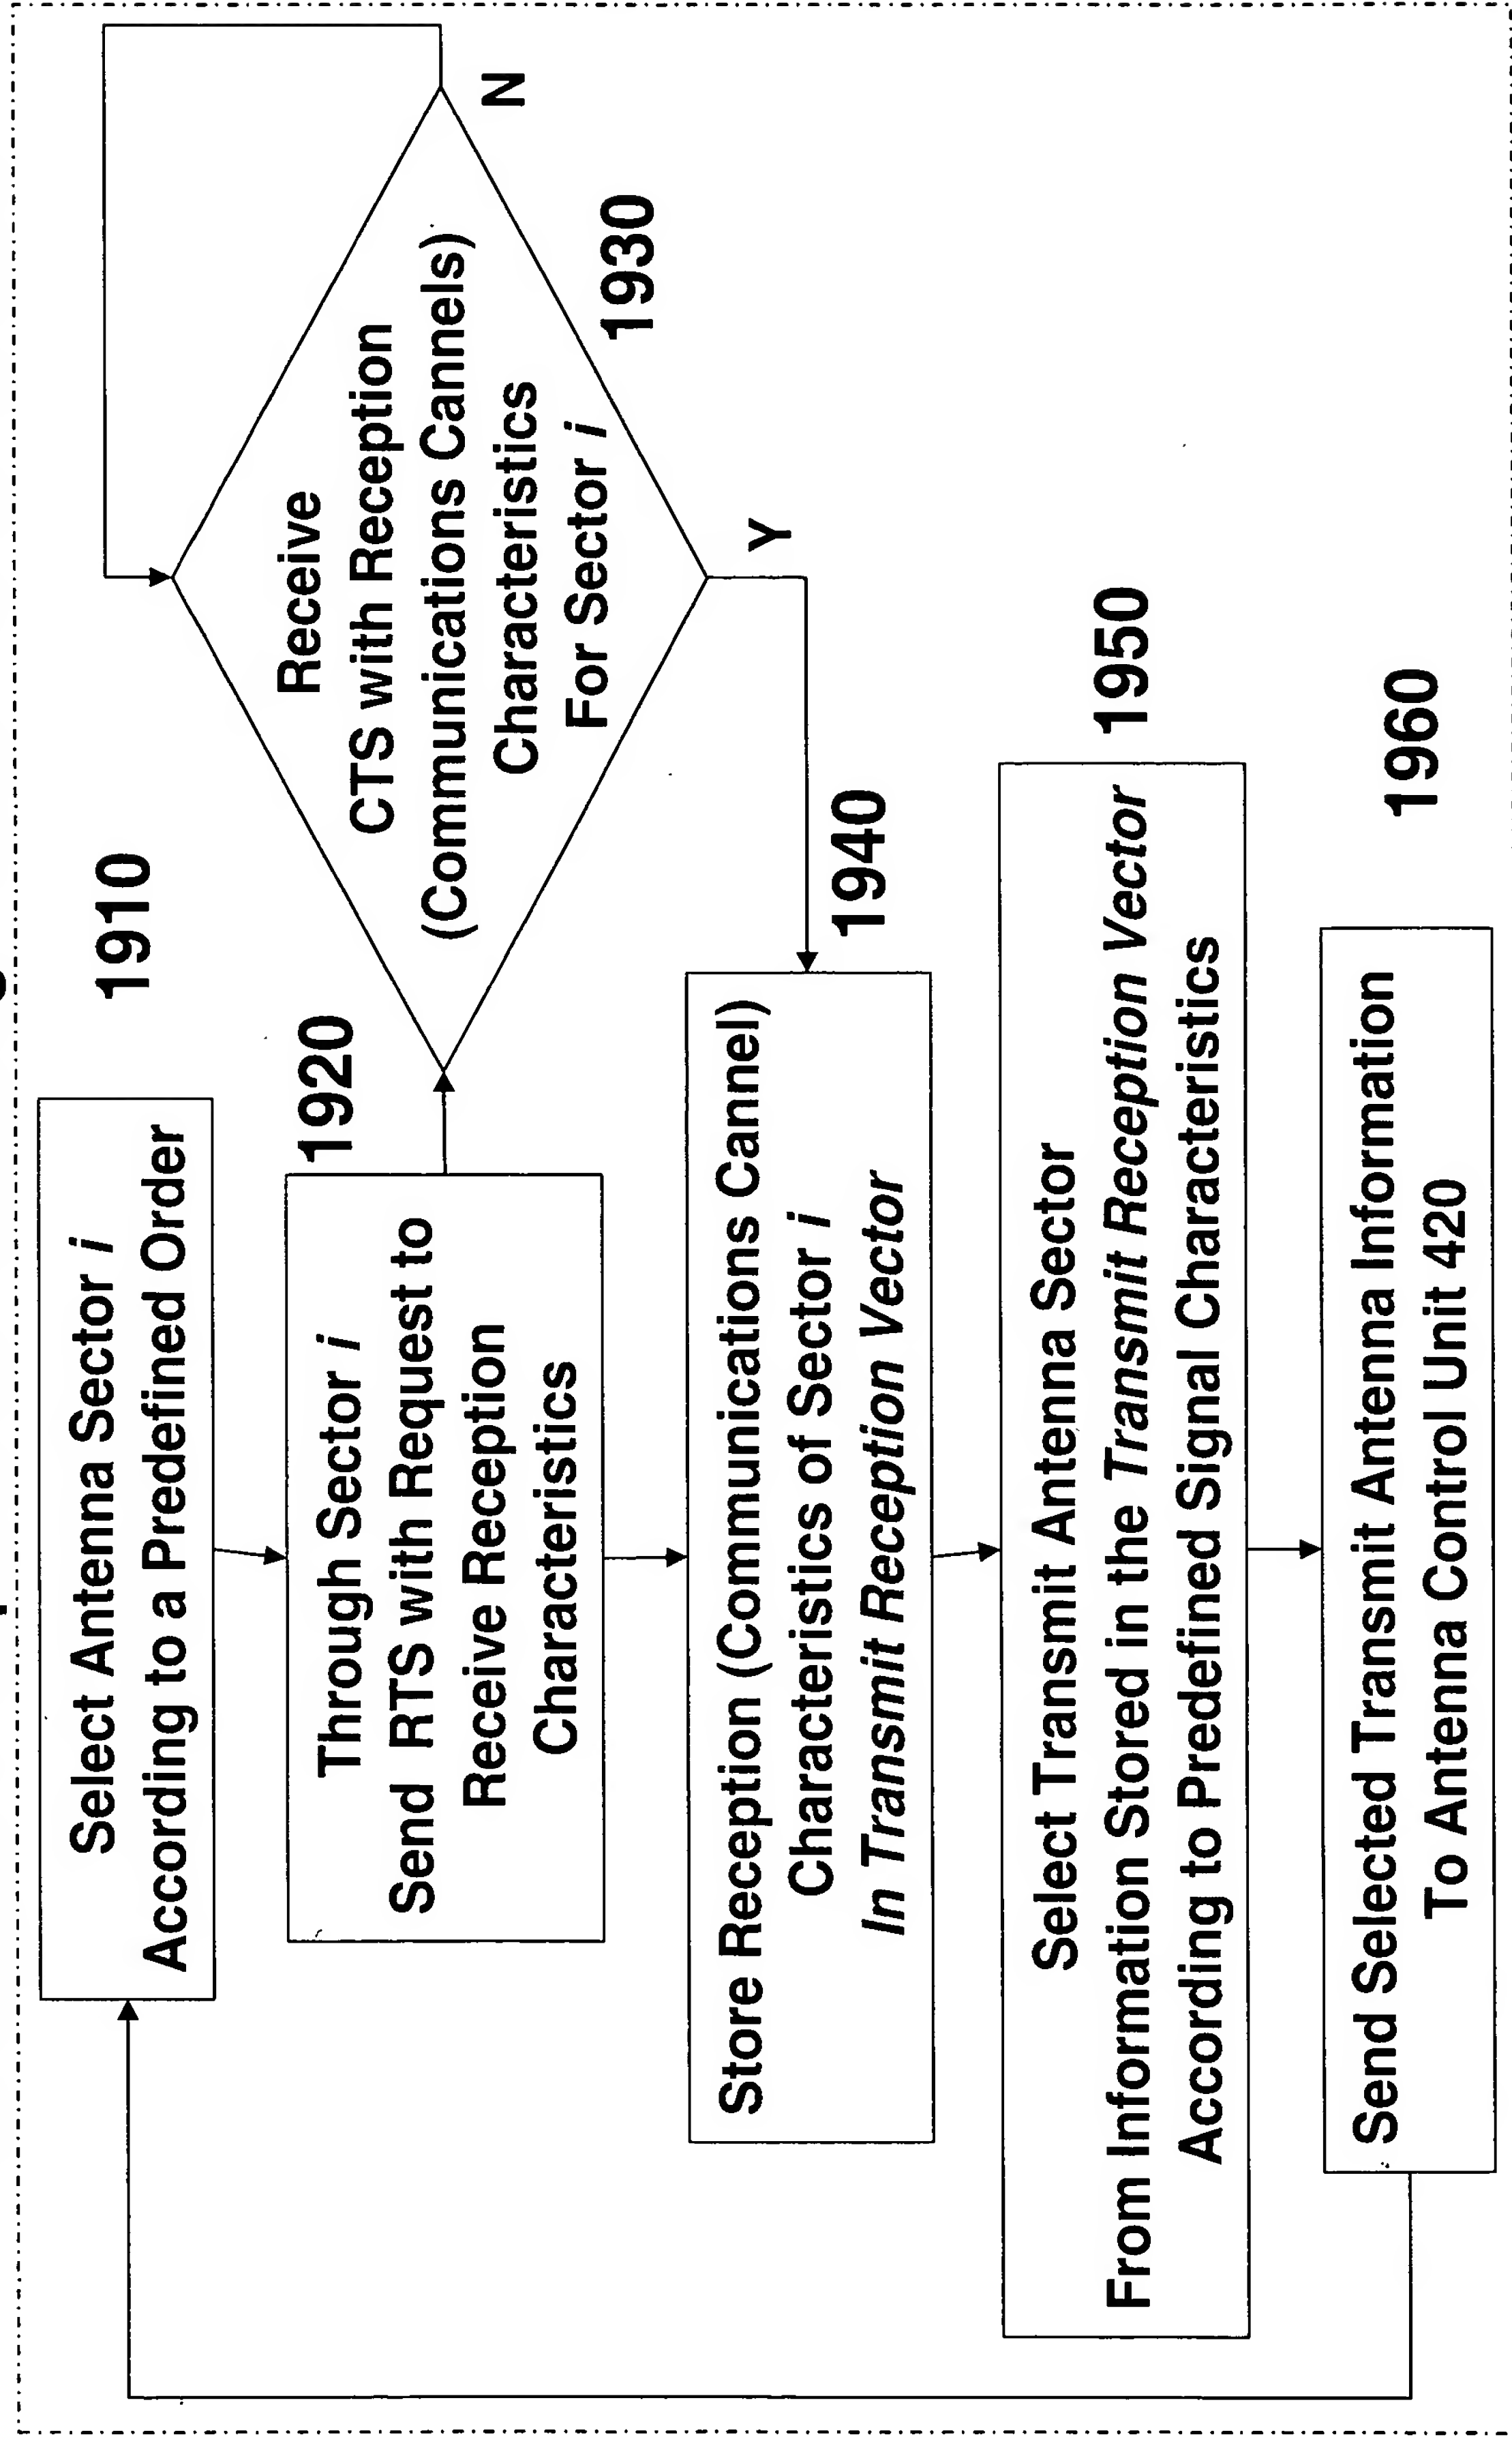 1910
Select Antenna Sector i
According to a Predefined Order
1920
Through Sector i
Send RTS with Request to
Receive Reception
Characteristics
Receive
CTS with Reception
(Communications Cannels)
Characteristics
For Sector i
N
1930
Y
1940
Store Reception (Communications Cannel)
Characteristics of Sector i
In Transmit Reception Vector
1950
Select Transmit Antenna Sector
From Information Stored in the Transmit Reception Vector
According to Predefined Signal Characteristics
1960
Send Selected Transmit Antenna Information
To Antenna Control Unit 420